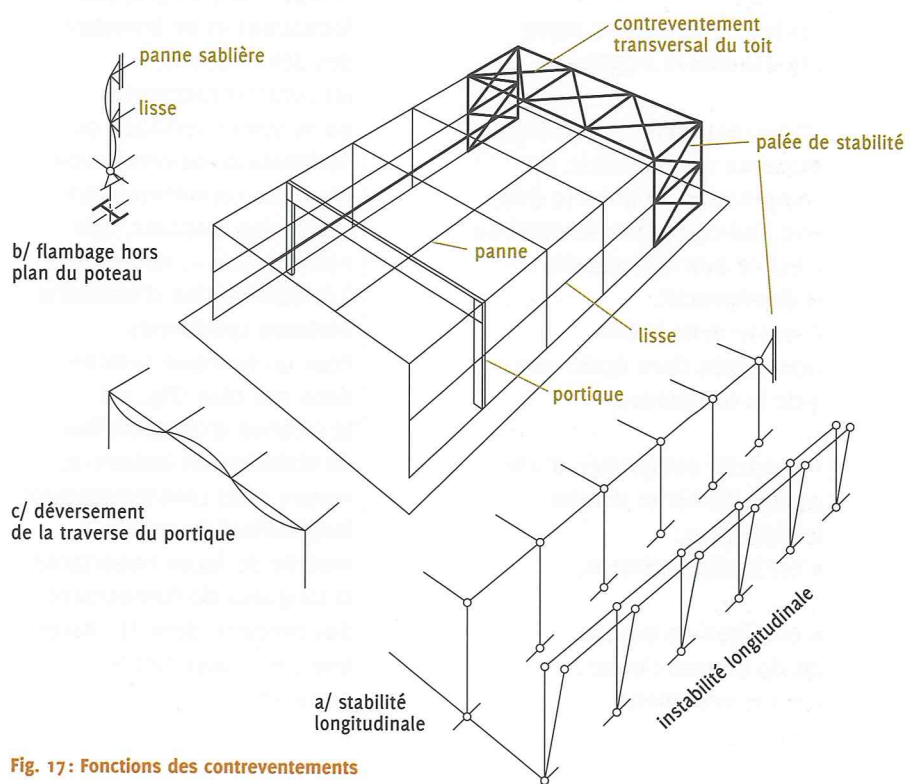 contreventement
transversal du toit
panne sablière
lisse
palée de stabilité
b/ flambage hors
plan du poteau
panne
lisse
portique
c/ déversement
de la traverse du portique
a/ stabilité
longitudinale
instabilité longitudinale
Fig. 17: Fonctions des contreventements